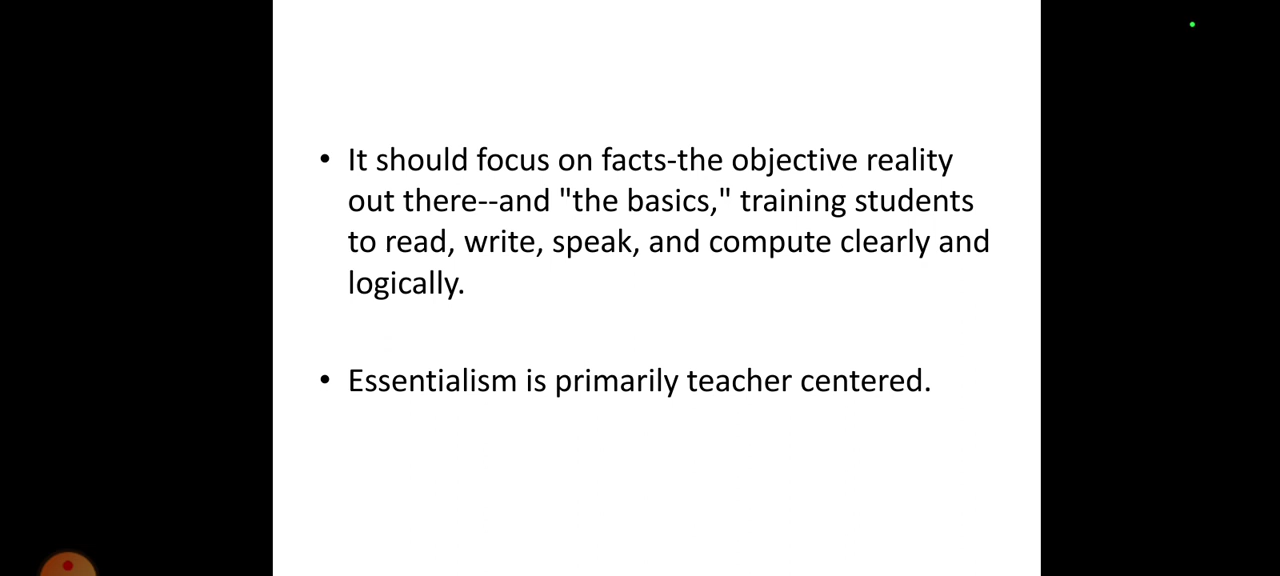 • It should focus on facts-the objective reality
out there--and "the basics," training students
to read, write, speak, and compute clearly and
logically.
• Essentialism is primarily teacher centered.